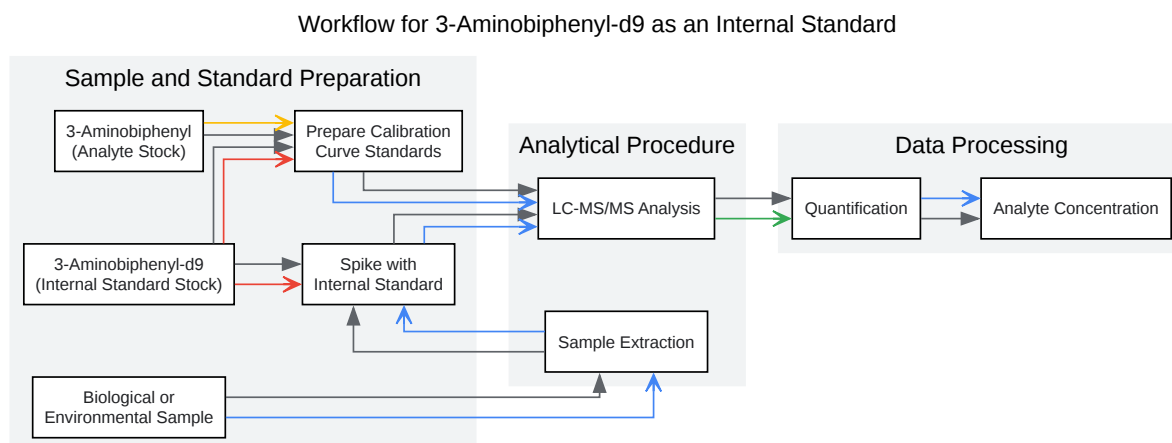 Workflow for 3-Aminobiphenyl-d9 as an Internal Standard
Sample and Standard Preparation
3-Aminobiphenyl
(Analyte Stock)
Prepare Calibration
Curve Standards
3-Aminobiphenyl-d9
(Internal Standard Stock)
Spike with
Internal Standard
Biological or
Environmental Sample
Analytical Procedure
LC-MS/MS Analysis
Sample Extraction
Data Processing
Quantification
Analyte Concentration